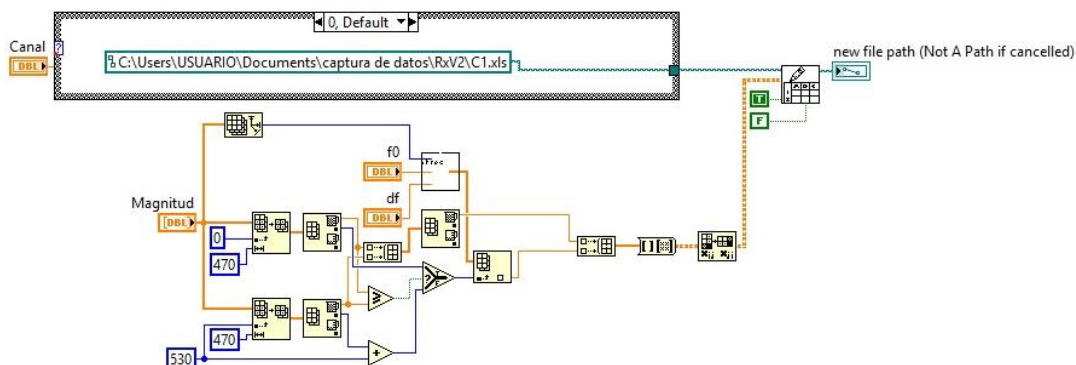 0, Default
Canal
DBL
?
C:\Users\USUARIO\Documents\captura de datos\RxV2\C1.xls
new file path (Not A Path if cancelled)
T
F
f0
DBL
Frec
df
DBL
Magnitud
[DBL]
0
470
470
530